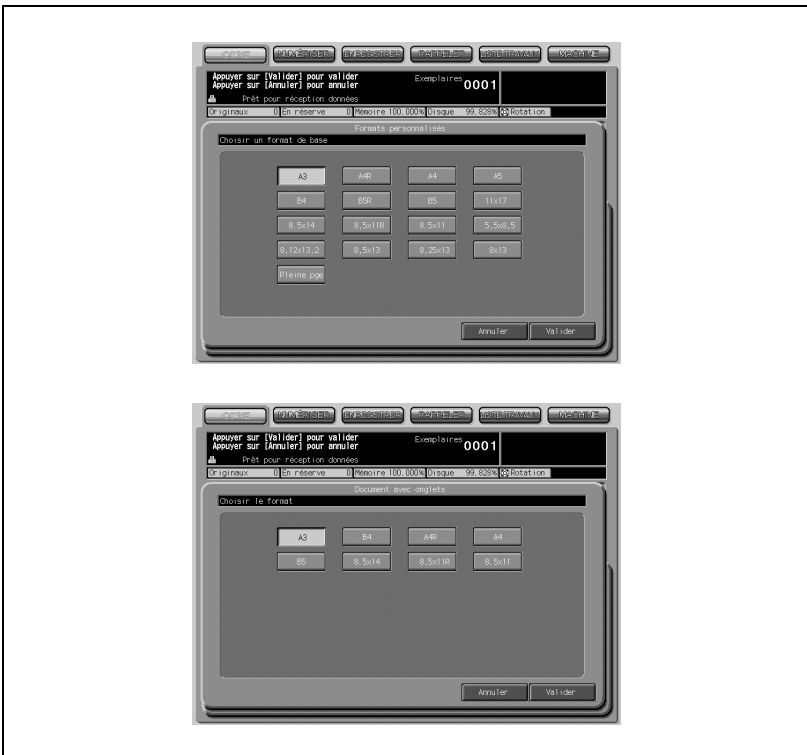 COPIE NUMÉRISER ENREGISTRER RAPPELER LISTE TRAVAUX MACHINE
Appuyer sur [Valider] pour valider
Appuyer sur [Annuler] pour annuler
Exemplaires 0001
Prêt pour réception données
Originaux 0 En réserve 0 Mémoire 100.000% Disque 99.828% Rotation
Formats personnalisés
Choisir un format de base
A3 A4R A4 A5
B4 B5R B5 11x17
8.5x14 8,5x11R 8.5x11 5,5x8,5
8,12x13,2 8,5x13 8,25x13 8x13
Pleine pge
Annuler Valider
COPIE NUMÉRISER ENREGISTRER RAPPELER LISTE TRAVAUX MACHINE
Appuyer sur [Valider] pour valider
Appuyer sur [Annuler] pour annuler
Exemplaires 0001
Prêt pour réception données
Originaux 0 En réserve 0 Mémoire 100.000% Disque 99.828% Rotation
Document avec onglets
Choisir le format
A3 B4 A4R A4
B5 8.5x14 8,5x11R 8.5x11
Annuler Valider